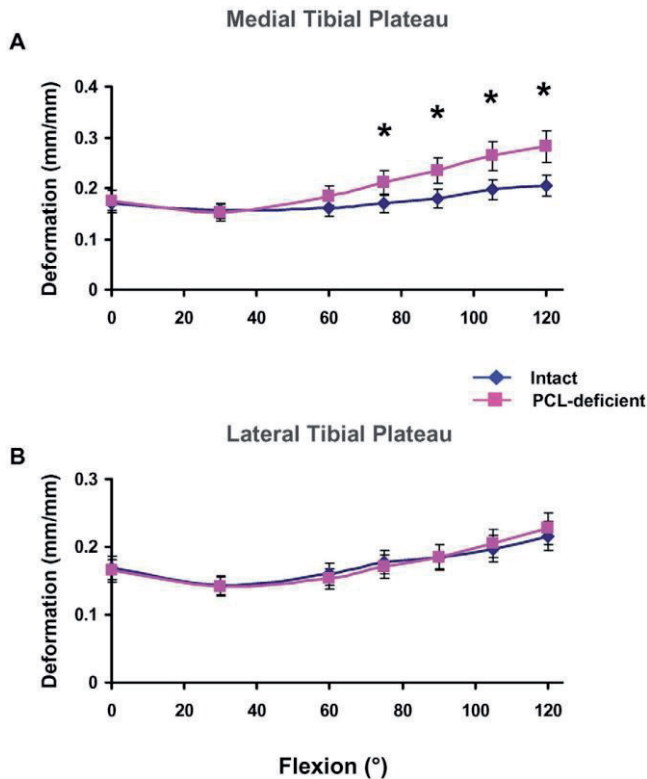 Medial Tibial Plateau
A
Deformation (mm/mm)
0.4
0.3
0.2
0.1
0
* * * *
0 20 40 60 80 100 120
Intact
PCL-deficient
Lateral Tibial Plateau
B
Deformation (mm/mm)
0.3
0.2
0.1
0
0 20 40 60 80 100 120
Flexion (°)